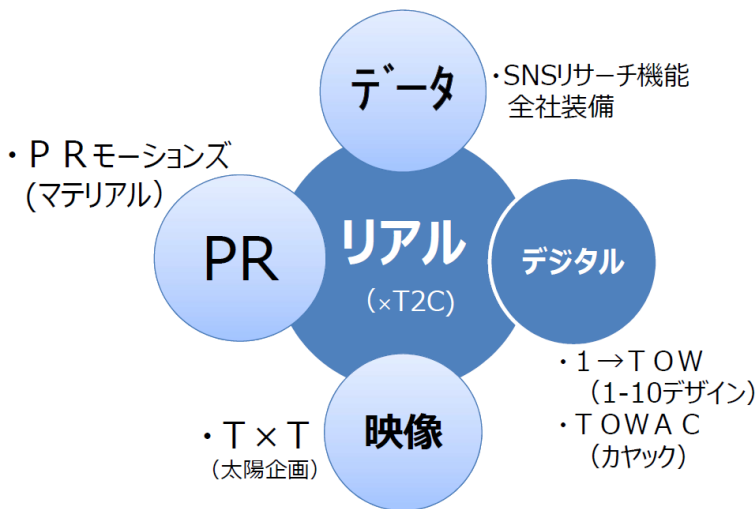 データ
・SNSリサーチ機能
全社装備
・ＰＲモーションズ
(マテリアル）
PR
リアル
（×T2C)
デジタル
・1→ＴＯＷ
（1-10デザイン）
・ＴＯＷＡＣ
（カヤック）
映像
・Ｔ×Ｔ
（太陽企画）